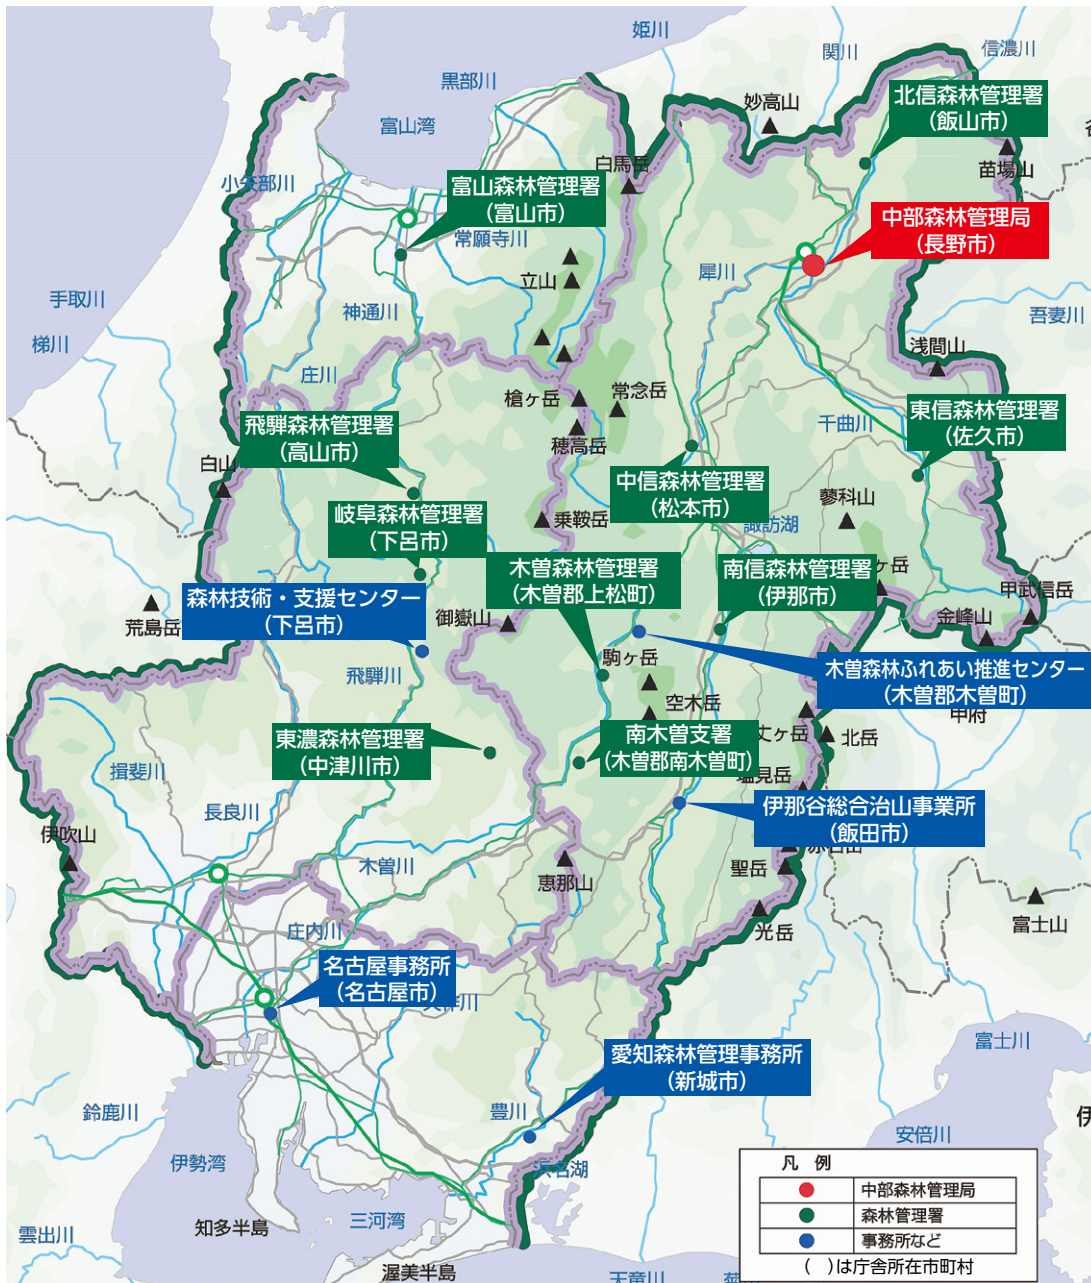 姫川
関川
信濃川
黒部川
妙高山
北信森林管理署
(飯山市)
富山湾
苗場山
白馬岳
小矢部川
富山森林管理署
(富山市)
中部森林管理局
(長野市)
常願寺川
犀川
立山
手取川
神通川
吾妻川
梯川
浅間山
庄川
常念岳
槍ヶ岳
東信森林管理署
(佐久市)
飛騨森林管理署
(高山市)
千曲川
穂高岳
白山
中信森林管理署
(松本市)
蓼科山
岐阜森林管理署
(下呂市)
乗鞍岳
諏訪湖
木曽森林管理署
(木曽郡上松町)
南信森林管理署
(伊那市)
ヶ岳
甲武信岳
森林技術・支援センター
(下呂市)
荒島岳
御嶽山
金峰山
駒ヶ岳
木曽森林ふれあい推進センター
(木曽郡木曽町)
飛騨川
空木岳
甲府
東濃森林管理署
(中津川市)
南木曽支署
(木曽郡南木曽町)
丈ヶ岳
北岳
揖斐川
塩見岳
長良川
伊那谷総合治山事業所
(飯田市)
伊吹山
木曽川
恵那山
聖岳
富士山
庄内川
光岳
名古屋事務所
(名古屋市)
富士川
愛知森林管理事務所
(新城市)
鈴鹿川
豊川
安倍川
伊
伊勢湾
浜名湖
凡 例
中部森林管理局
森林管理署
事務所など
( )は庁舎所在市町村
知多半島
三河湾
雲出川
渥美半島
天竜川